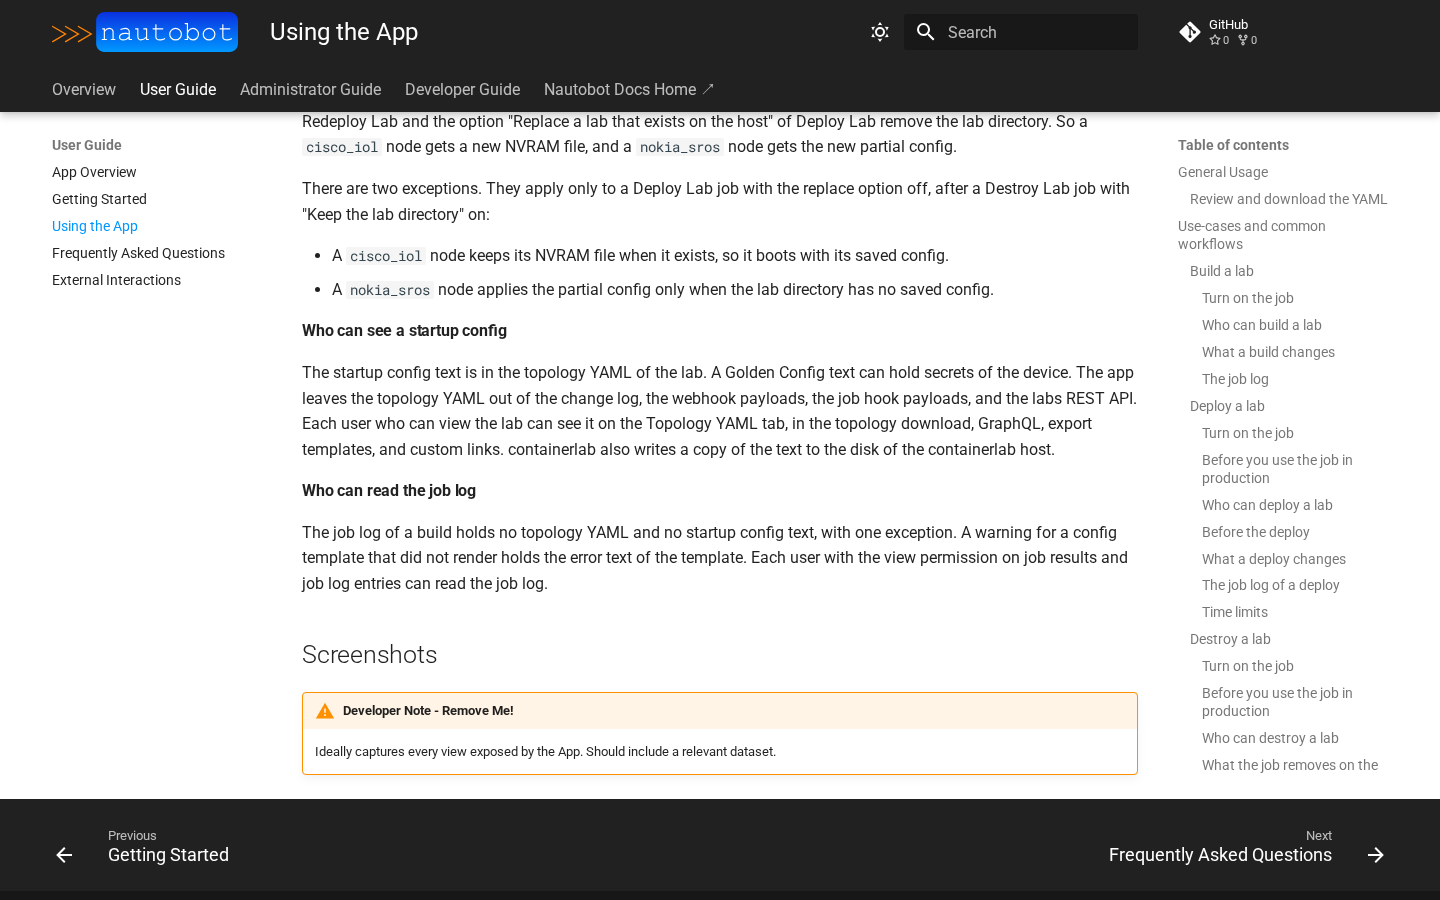 >>> nautobot
Using the App
Search
GitHub
0 0
Overview
User Guide
Administrator Guide
Developer Guide
Nautobot Docs Home ↗
User Guide
App Overview
Getting Started
Using the App
Frequently Asked Questions
External Interactions
Redeploy Lab and the option "Replace a lab that exists on the host" of Deploy Lab remove the lab directory. So a
cisco_iol node gets a new NVRAM file, and a nokia_sros node gets the new partial config.
There are two exceptions. They apply only to a Deploy Lab job with the replace option off, after a Destroy Lab job with
"Keep the lab directory" on:
• A cisco_iol node keeps its NVRAM file when it exists, so it boots with its saved config.
• A nokia_sros node applies the partial config only when the lab directory has no saved config.
Who can see a startup config
The startup config text is in the topology YAML of the lab. A Golden Config text can hold secrets of the device. The app
leaves the topology YAML out of the change log, the webhook payloads, the job hook payloads, and the labs REST API.
Each user who can view the lab can see it on the Topology YAML tab, in the topology download, GraphQL, export
templates, and custom links. containerlab also writes a copy of the text to the disk of the containerlab host.
Who can read the job log
The job log of a build holds no topology YAML and no startup config text, with one exception. A warning for a config
template that did not render holds the error text of the template. Each user with the view permission on job results and
job log entries can read the job log.
Screenshots
Developer Note - Remove Me!
Ideally captures every view exposed by the App. Should include a relevant dataset.
Table of contents
General Usage
Review and download the YAML
Use-cases and common
workflows
Build a lab
Turn on the job
Who can build a lab
What a build changes
The job log
Deploy a lab
Turn on the job
Before you use the job in
production
Who can deploy a lab
Before the deploy
What a deploy changes
The job log of a deploy
Time limits
Destroy a lab
Turn on the job
Before you use the job in
production
Who can destroy a lab
What the job removes on the
Previous
Getting Started
Next
Frequently Asked Questions